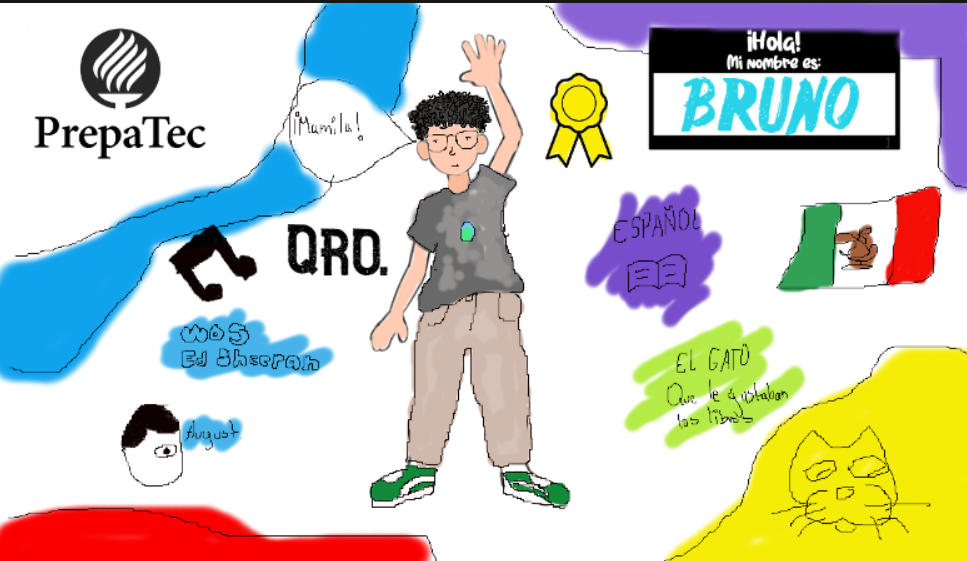 PrepaTec
¡Mamila!
¡Hola!
Mi nombre es:
BRUNO
QRO.
ESPAÑOL
WOS
Ed Sheeran
EL GATO
Que le gustaban
los libros
August